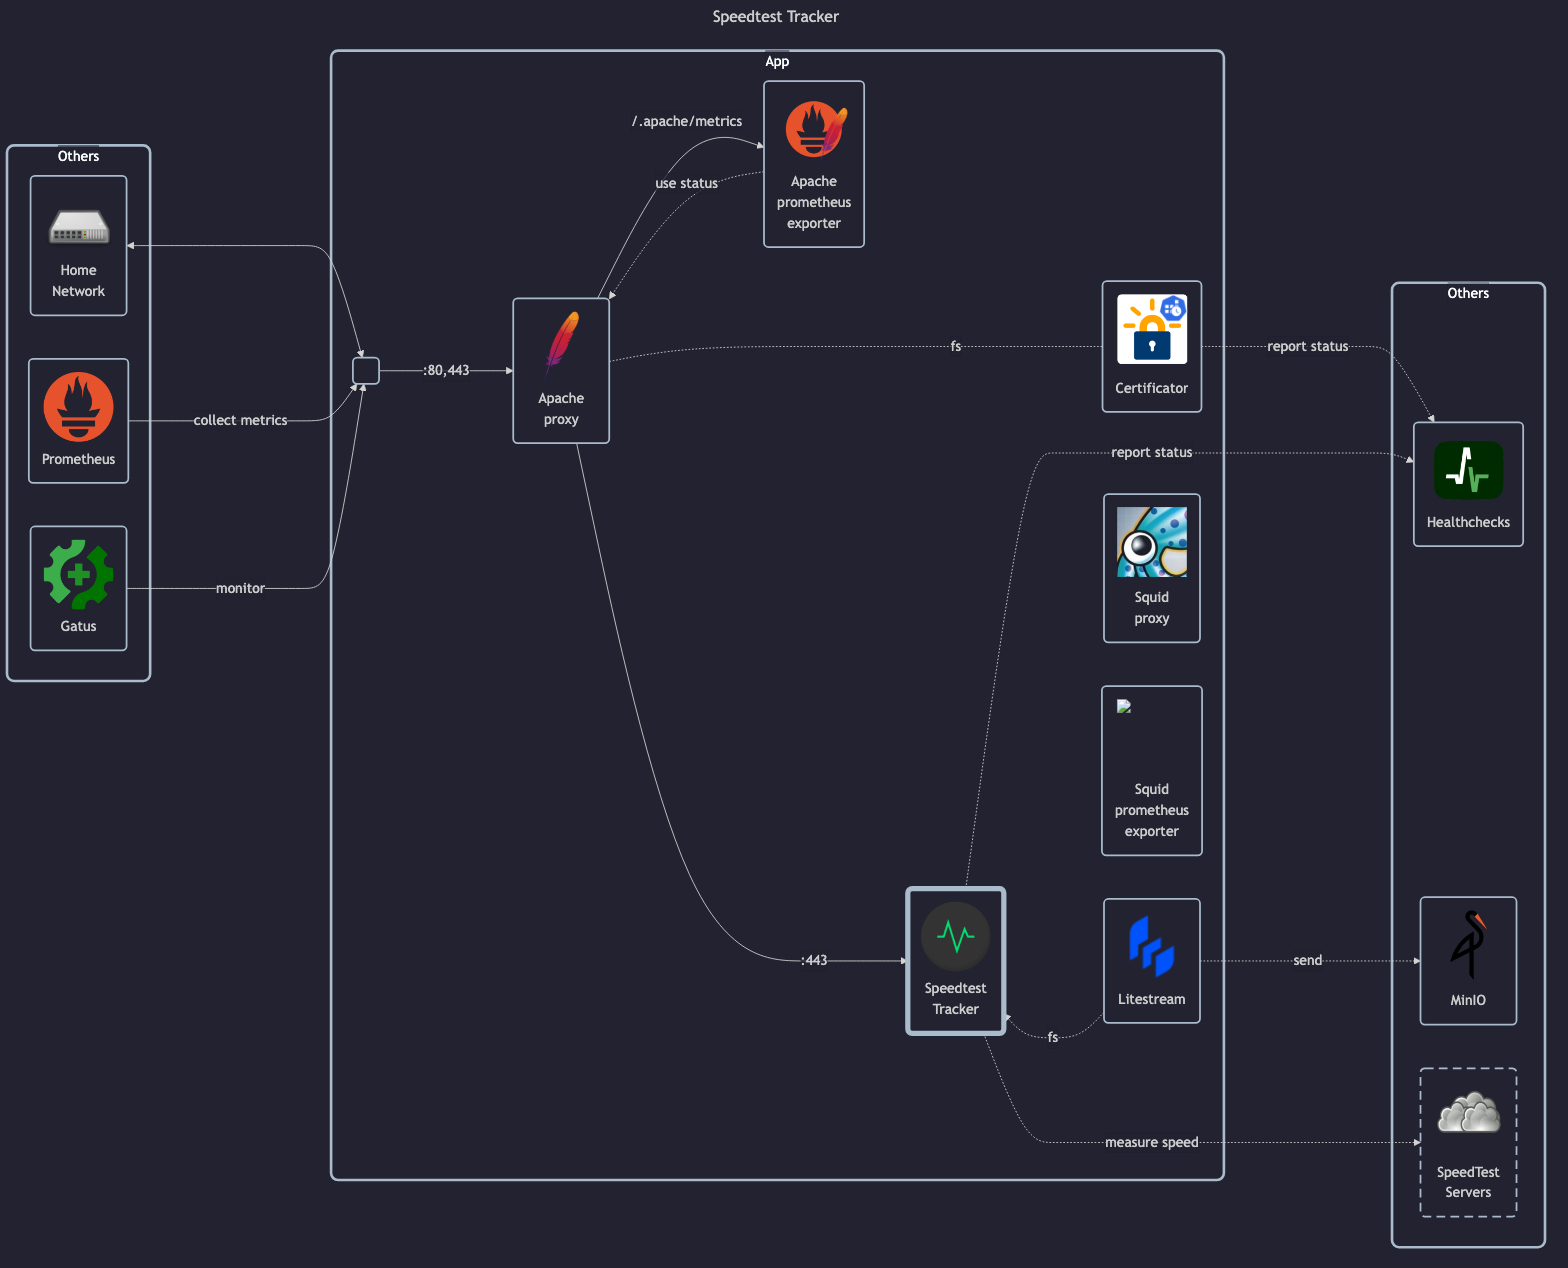 Speedtest Tracker
App
/.apache/metrics
use status
Apache
prometheus
exporter
Others
Home
Network
Prometheus
collect metrics
Gatus
monitor
:80,443
Apache
proxy
fs
Certificator
report status
Others
report status
Healthchecks
Squid
proxy
Squid
prometheus
exporter
:443
Speedtest
Tracker
fs
Litestream
send
MinIO
measure speed
SpeedTest
Servers